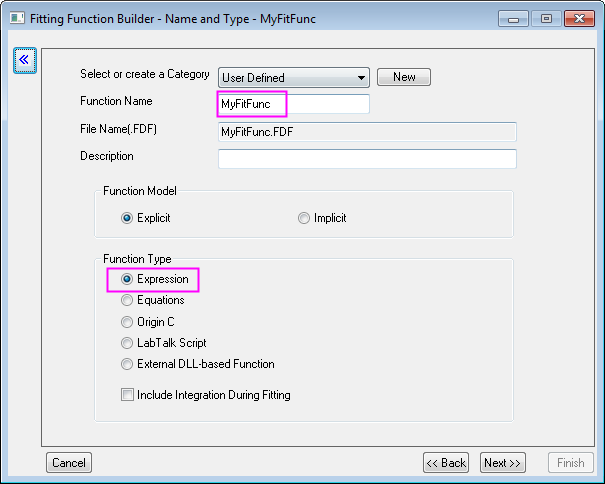 Fitting Function Builder - Name and Type - MyFitFunc
Select or create a Category User Defined New
Function Name MyFitFunc
File Name(.FDF) MyFitFunc.FDF
Description
Function Model
Explicit Implicit
Function Type
Expression
Equations
Origin C
LabTalk Script
External DLL-based Function
Include Integration During Fitting
Cancel << Back Next >> Finish